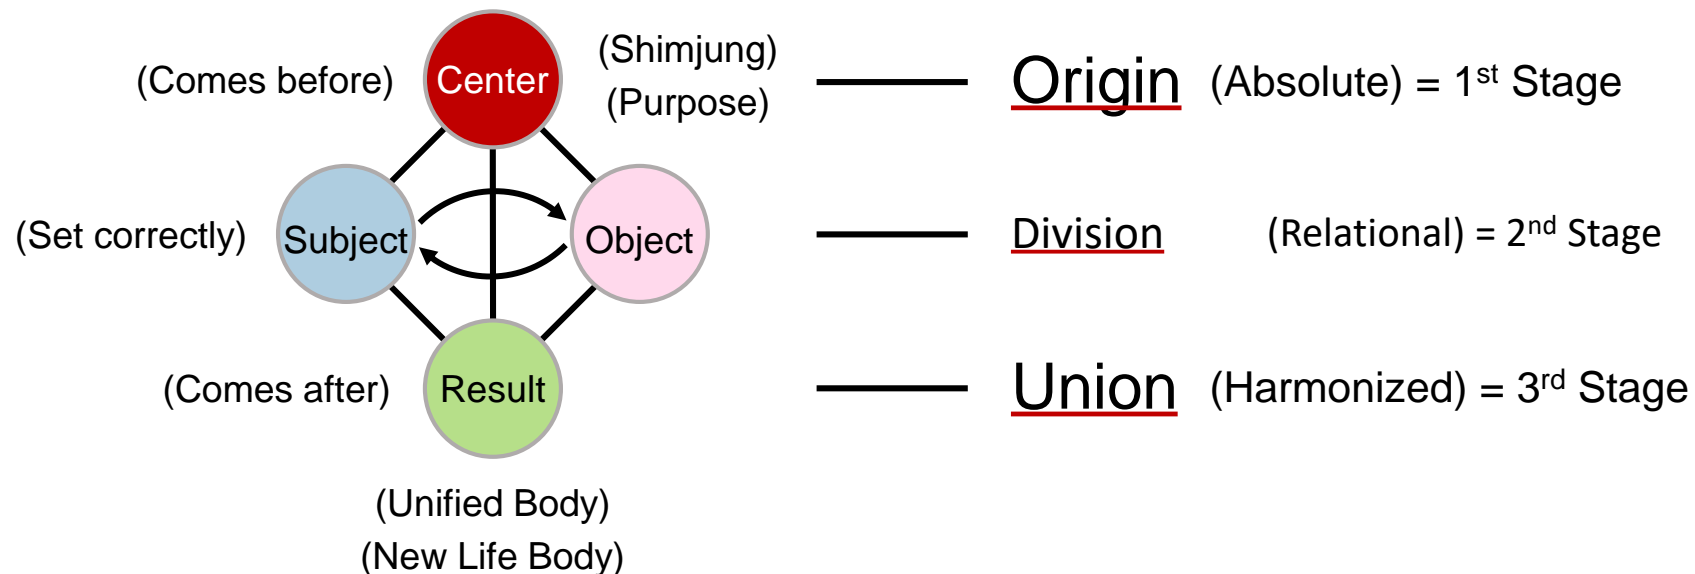 (Shimjung)
(Comes before) Center (Purpose) Origin (Absolute) = 1st Stage
(Set correctly) Subject Object Division (Relational) = 2nd Stage
(Comes after) Result Union (Harmonized) = 3rd Stage
(Unified Body)
(New Life Body)